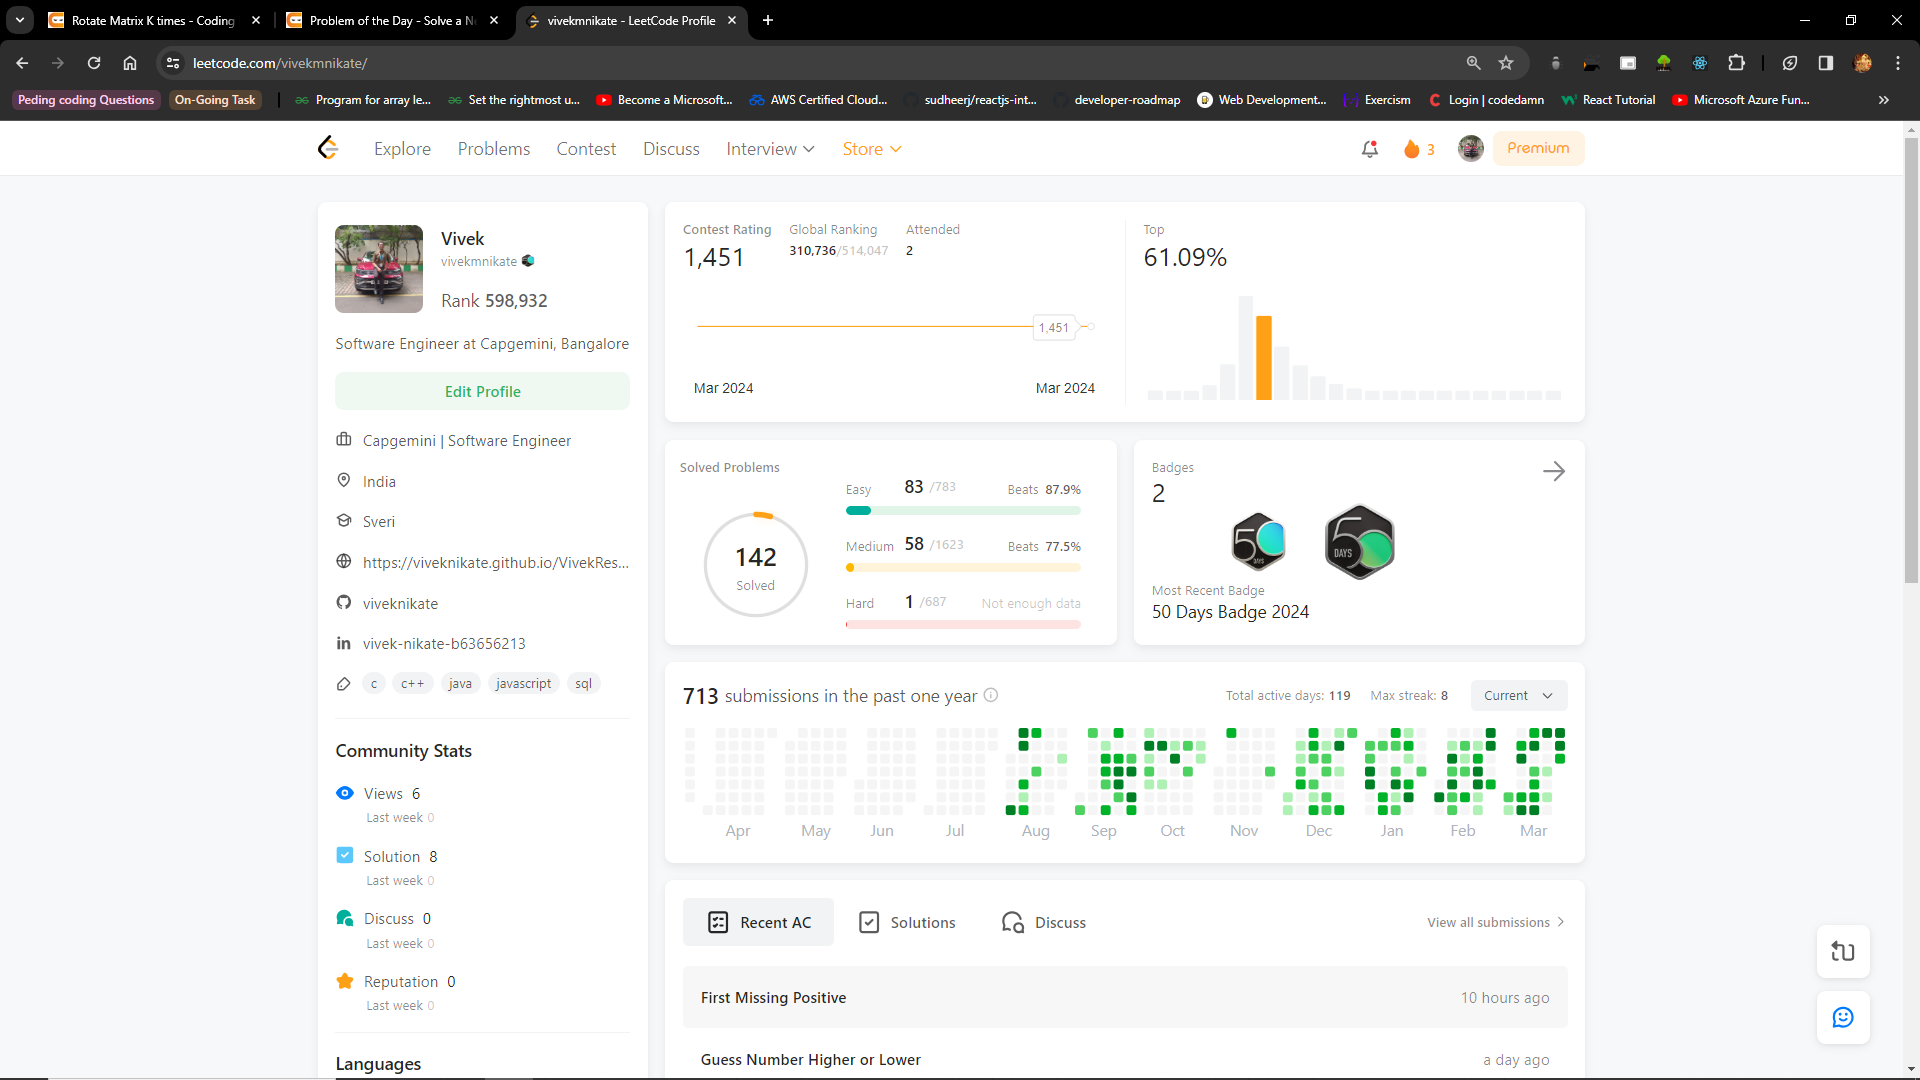 Rotate Matrix K times - Coding
Problem of the Day - Solve a Ne
vivekmnikate - LeetCode Profile
leetcode.com/vivekmnikate/
Peding coding Questions
On-Going Task
Program for array le...
Set the rightmost u...
Become a Microsoft...
AWS Certified Cloud...
sudheerj/reactjs-int...
developer-roadmap
Web Development...
Exercism
Login | codedamn
React Tutorial
Microsoft Azure Fun...
Explore
Problems
Contest
Discuss
Interview
Store
3
Premium
Vivek
vivekmnikate
Rank 598,932
Software Engineer at Capgemini, Bangalore
Edit Profile
Capgemini | Software Engineer
India
Sveri
https://viveknikate.github.io/VivekRes...
viveknikate
vivek-nikate-b63656213
c c++ java javascript sql
Community Stats
Views 6
Last week 0
Solution 8
Last week 0
Discuss 0
Last week 0
Reputation 0
Last week 0
Languages
Contest Rating
1,451
Global Ranking
310,736/514,047
Attended
2
1,451
Mar 2024
Mar 2024
Top
61.09%
Solved Problems
142
Solved
Easy 83 /783 Beats 87.9%
Medium 58 /1623 Beats 77.5%
Hard 1 /687 Not enough data
Badges
2
50
DAYS
50
DAYS
Most Recent Badge
50 Days Badge 2024
713 submissions in the past one year
Total active days: 119 Max streak: 8
Current
Apr May Jun Jul Aug Sep Oct Nov Dec Jan Feb Mar
Recent AC
Solutions
Discuss
View all submissions
First Missing Positive
10 hours ago
Guess Number Higher or Lower
a day ago